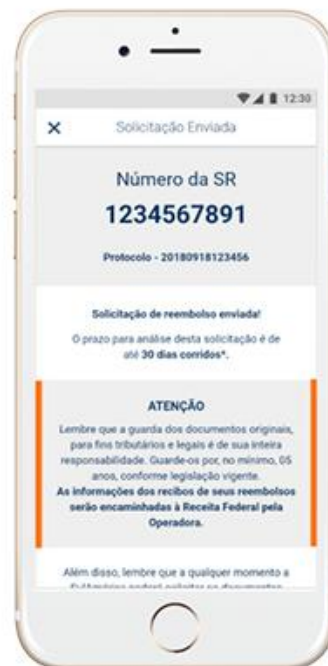 12:30
Solicitação Enviada
Número da SR
1234567891
Protocolo - 20180918123456
Solicitação de reembolso enviada!
O prazo para análise desta solicitação é de
até 30 dias corridos*.
ATENÇÃO
Lembre que a guarda dos documentos originais,
para fins tributários e legais é de sua inteira
responsabilidade. Guarde-os por, no mínimo, 05
anos, conforme legislação vigente.
As informações dos recibos de seus reembolsos
serão encaminhadas à Receita Federal pela
Operadora.
Além disso, lembre que a qualquer momento a